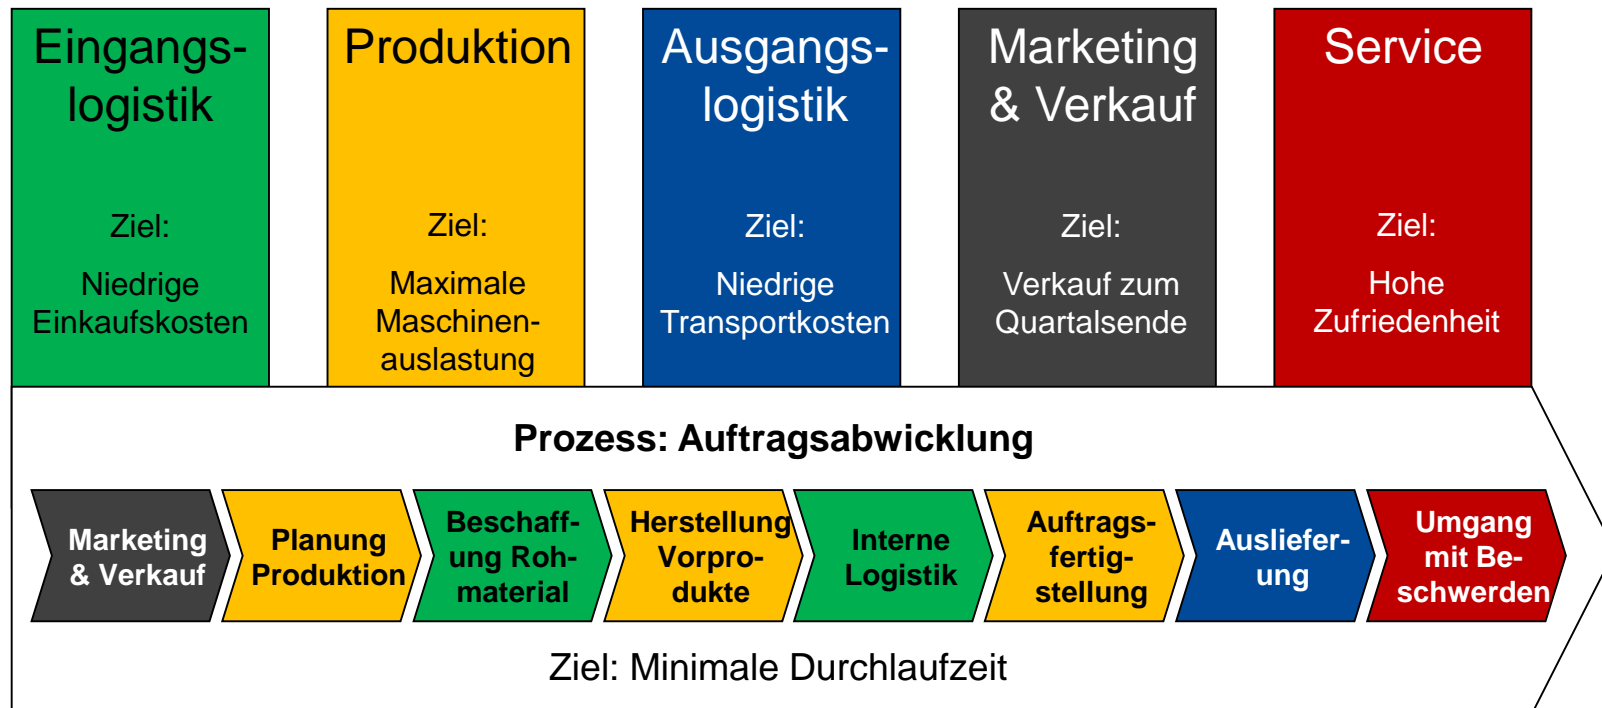 Eingangs-
logistik
Ziel:
Niedrige
Einkaufskosten
Produktion
Ziel:
Maximale
Maschinen-
auslastung
Ausgangs-
logistik
Ziel:
Niedrige
Transportkosten
Marketing
& Verkauf
Ziel:
Verkauf zum
Quartalsende
Service
Ziel:
Hohe
Zufriedenheit
Prozess: Auftragsabwicklung
Marketing
& Verkauf
Planung
Produktion
Beschaff-
ung Roh-
material
Herstellung
Vorpro-
dukte
Interne
Logistik
Auftrags-
fertig-
stellung
Ausliefer-
ung
Umgang
mit Be-
schwerden
Ziel: Minimale Durchlaufzeit